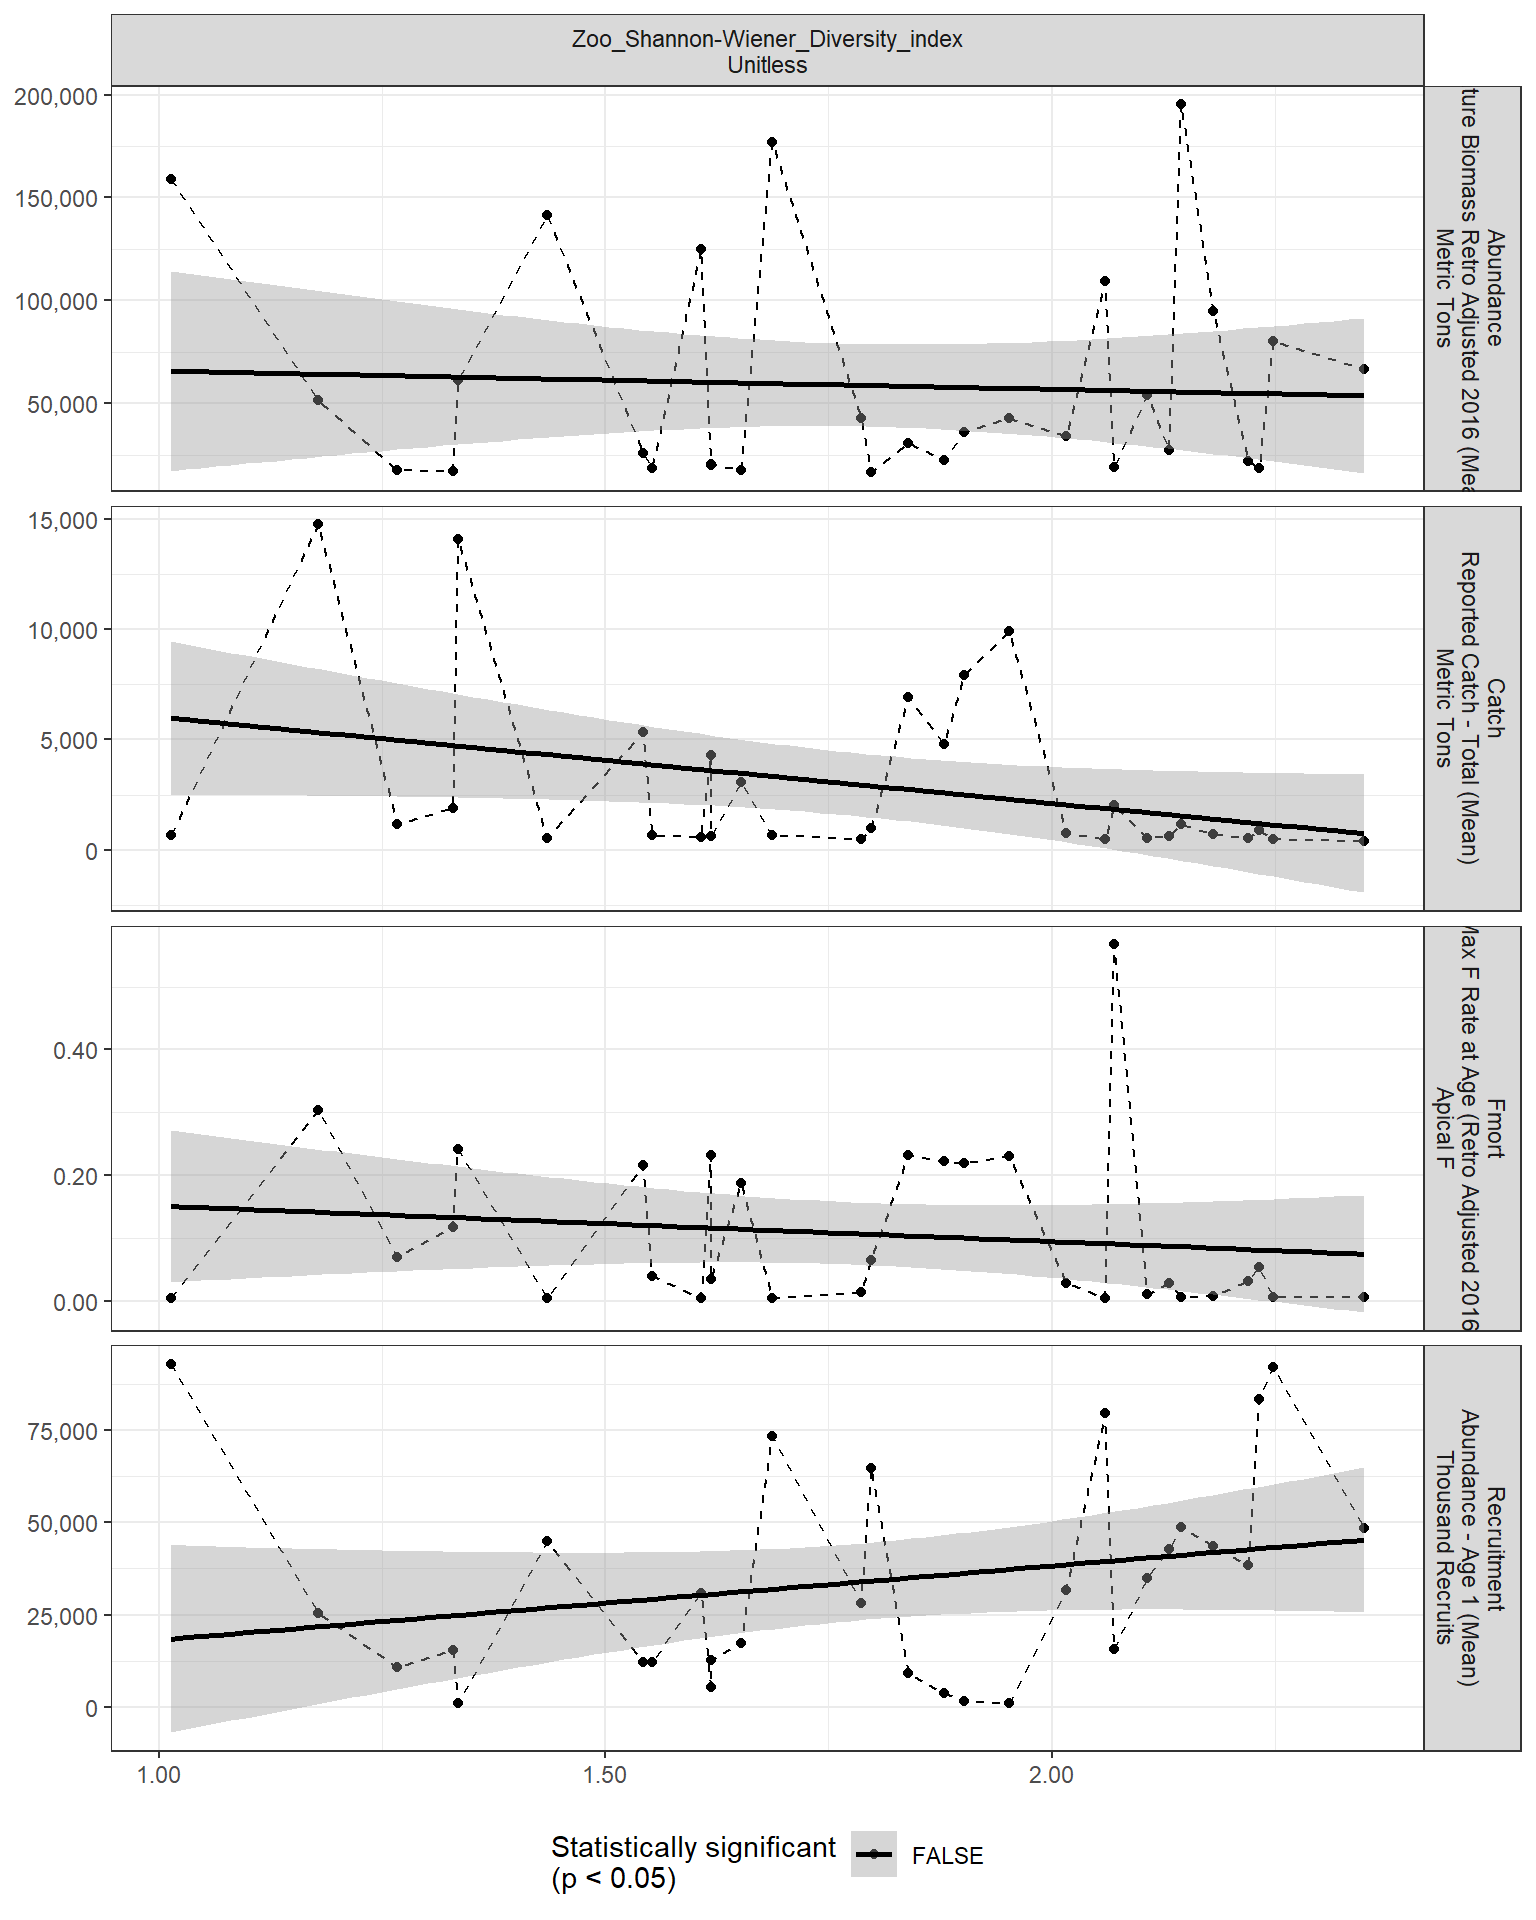 Zoo_Shannon-Wiener_Diversity_index
Unitless
200,000
150,000
100,000
50,000
Abundance
Biomass Retro Adjusted 2016
Metric Tons
15,000
10,000
5,000
0
Catch
Reported Catch - Total (Mean)
Metric Tons
0.40
0.20
0.00
Fmort
F Rate at Age (Retro Adjusted 2016
Apical F
75,000
50,000
25,000
0
Recruitment
Abundance - Age 1 (Mean)
Thousand Recruits
1.00
1.50
2.00
Statistically significant
(p < 0.05)
FALSE